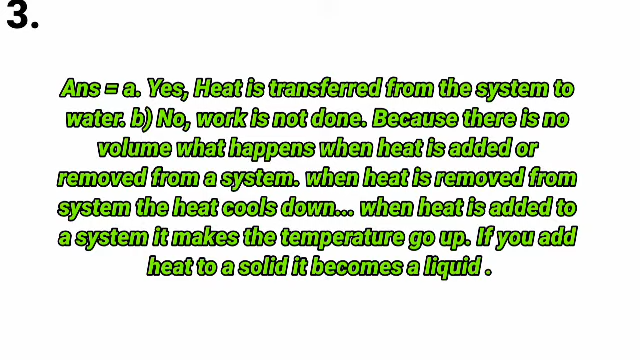 3.
Ans = a. Yes, Heat is transferred from the system to
water. b) No, work is not done. Because there is no
volume what happens when heat is added or
removed from a system. when heat is removed from
system the heat cools down... when heat is added to
a system it makes the temperature go up. If you add
heat to a solid it becomes a liquid .